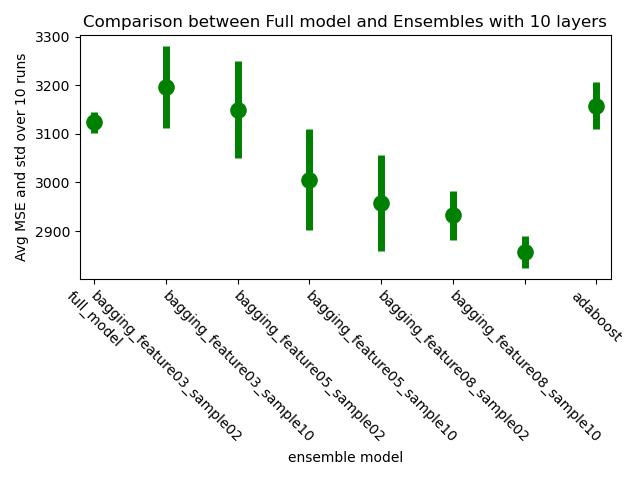 Comparison between Full model and Ensembles with 10 layers
Avg MSE and std over 10 runs
3300
3200
3100
3000
2900
full_model
bagging_feature03_sample02
bagging_feature03_sample10
bagging_feature05_sample02
bagging_feature05_sample10
bagging_feature08_sample02
bagging_feature08_sample10
adaboost
ensemble model